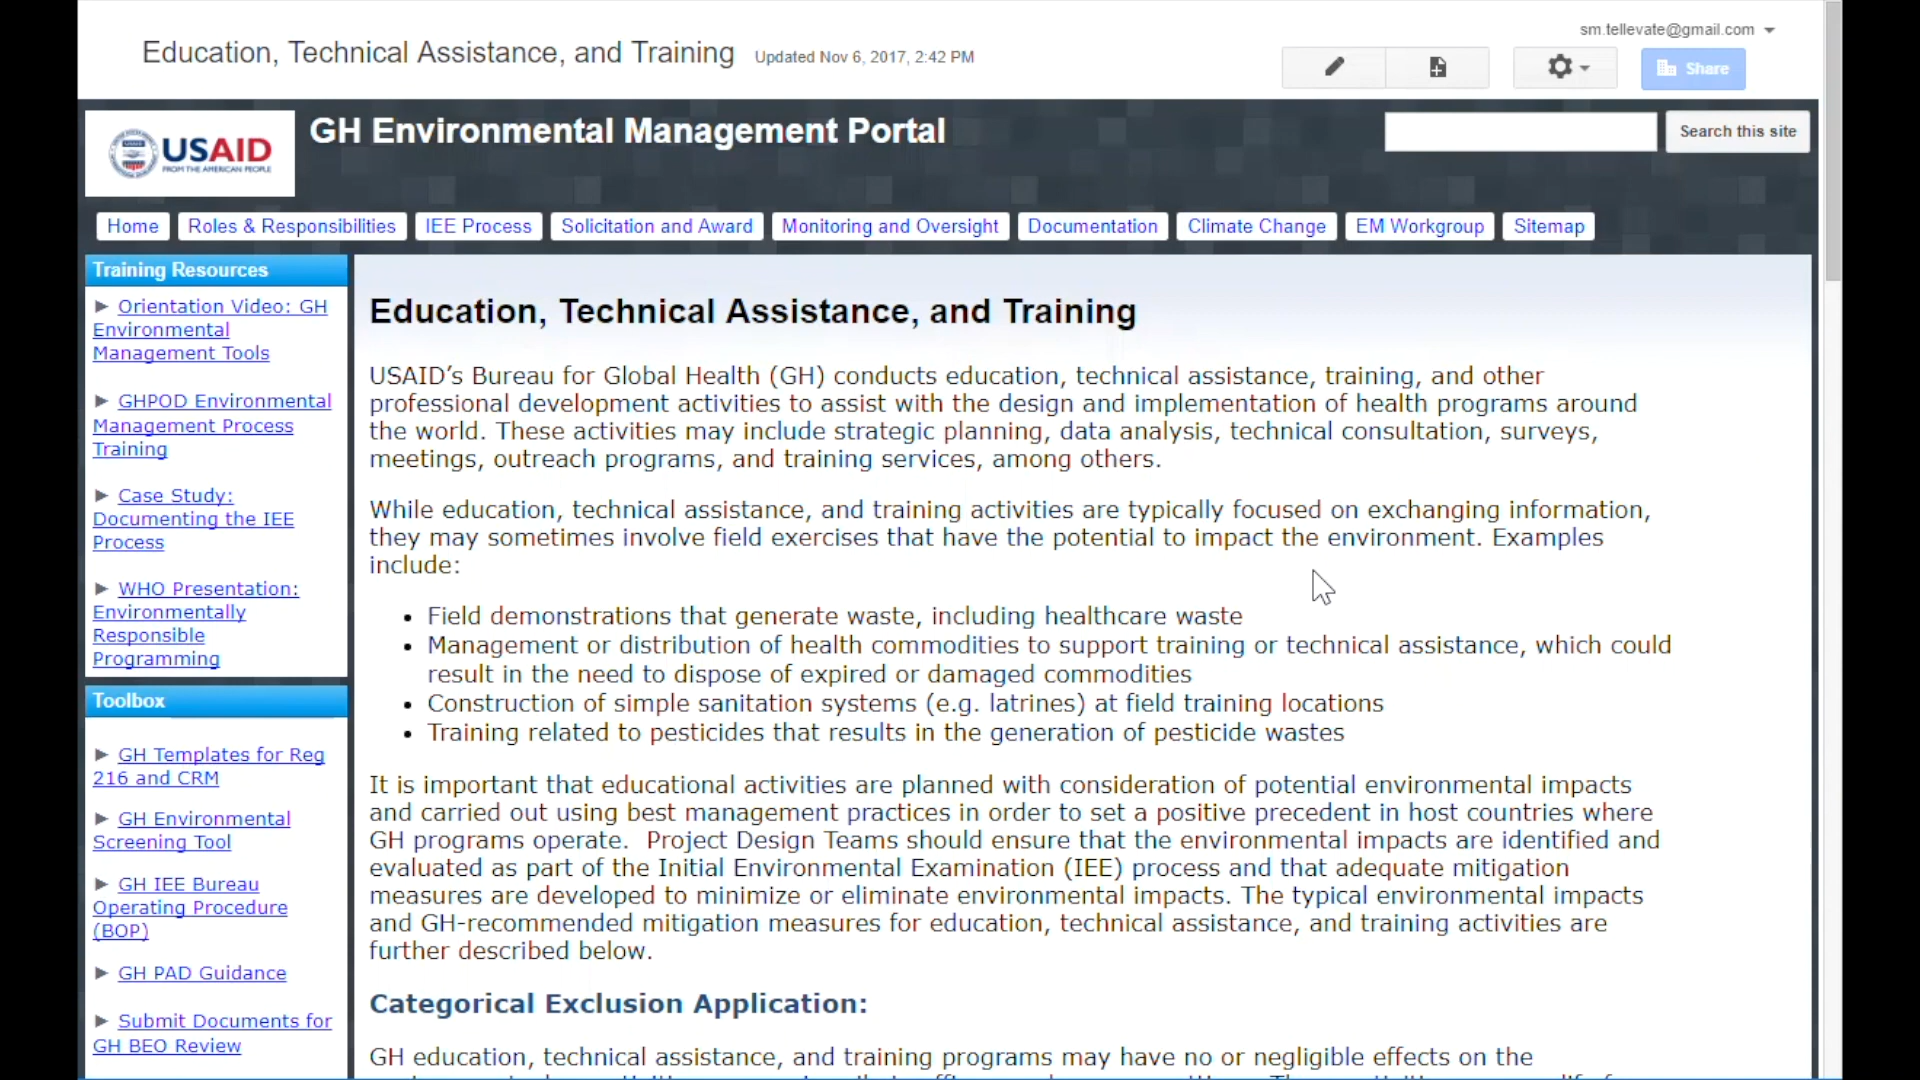 sm.tellevate@gmail.com
Education, Technical Assistance, and Training Updated Nov 6, 2017, 2:42 PM
Share
USAID
FROM THE AMERICAN PEOPLE
GH Environmental Management Portal
Search this site
Home Roles & Responsibilities IEE Process Solicitation and Award Monitoring and Oversight Documentation Climate Change EM Workgroup Sitemap
Training Resources
► Orientation Video: GH
Environmental
Management Tools
► GHPOD Environmental
Management Process
Training
► Case Study:
Documenting the IEE
Process
► WHO Presentation:
Environmentally
Responsible
Programming
Toolbox
► GH Templates for Reg
216 and CRM
► GH Environmental
Screening Tool
► GH IEE Bureau
Operating Procedure
(BOP)
► GH PAD Guidance
► Submit Documents for
GH BEO Review
Education, Technical Assistance, and Training
USAID’s Bureau for Global Health (GH) conducts education, technical assistance, training, and other
professional development activities to assist with the design and implementation of health programs around
the world. These activities may include strategic planning, data analysis, technical consultation, surveys,
meetings, outreach programs, and training services, among others.
While education, technical assistance, and training activities are typically focused on exchanging information,
they may sometimes involve field exercises that have the potential to impact the environment. Examples
include:
• Field demonstrations that generate waste, including healthcare waste
• Management or distribution of health commodities to support training or technical assistance, which could
result in the need to dispose of expired or damaged commodities
• Construction of simple sanitation systems (e.g. latrines) at field training locations
• Training related to pesticides that results in the generation of pesticide wastes
It is important that educational activities are planned with consideration of potential environmental impacts
and carried out using best management practices in order to set a positive precedent in host countries where
GH programs operate. Project Design Teams should ensure that the environmental impacts are identified and
evaluated as part of the Initial Environmental Examination (IEE) process and that adequate mitigation
measures are developed to minimize or eliminate environmental impacts. The typical environmental impacts
and GH-recommended mitigation measures for education, technical assistance, and training activities are
further described below.
Categorical Exclusion Application:
GH education, technical assistance, and training programs may have no or negligible effects on the